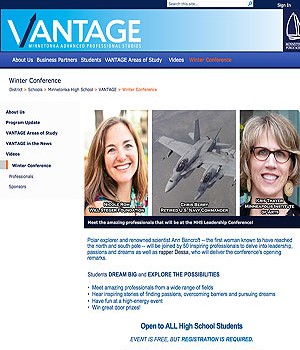 Search this site...
Sign In
VANTAGE
MINNETONKA ADVANCED PROFESSIONAL STUDIES
MINNETONKA
PUBLIC SCHOOLS
About Us Business Partners Students VANTAGE Areas of Study Videos Winter Conference
Winter Conference
District > Schools > Minnetonka High School > VANTAGE > Winter Conference
About Us
Program Update
VANTAGE Areas of Study
VANTAGE in the News
Videos
Winter Conference
Professionals
Sponsors
NICOLE ROM
WILL STEGER FOUNDATION
CHRIS BERRY
RETIRED U.S. NAVY COMMANDER
KRIS THAYER
MINNEAPOLIS INSTITUTE
OF ARTS
Meet the amazing professionals that will be at the MHS Leadership Conference!
Polar explorer and renowned scientist Ann Bancroft – the first woman known to have reached
the north and south pole – will be joined by 50 inspiring professionals to delve into leadership,
passions and dreams as well as rapper Dessa, who will deliver the conference's opening
remarks.
Students DREAM BIG and EXPLORE THE POSSIBILITIES
• Meet amazing professionals from a wide range of fields
• Hear inspiring stories of finding passions, overcoming barriers and pursuing dreams
• Have fun at a high-energy event
• Win great door prizes!
Open to ALL High School Students
EVENT IS FREE, BUT REGISTRATION IS REQUIRED.